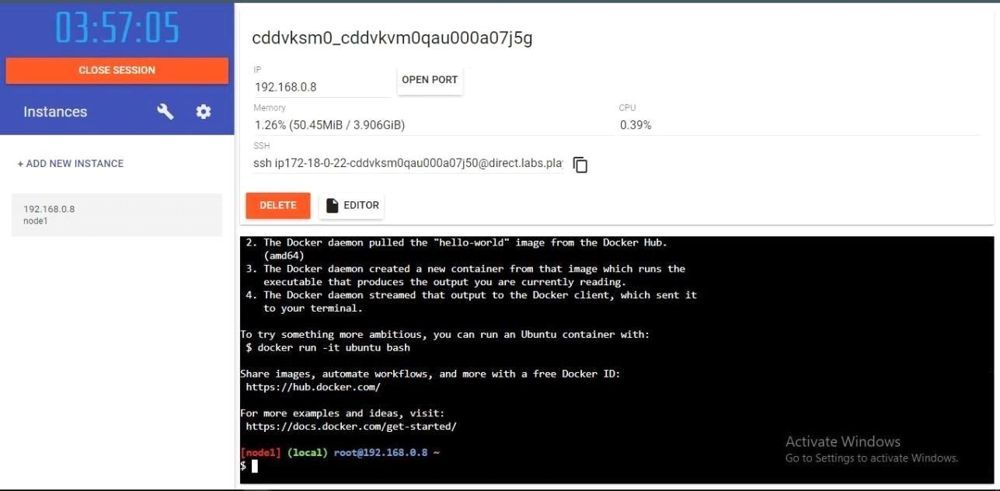 03:57:05
CLOSE SESSION
Instances
+ ADD NEW INSTANCE
192.168.0.8
node1
cddvksm0_cddvkvm0qau000a07j5g
IP
192.168.0.8
OPEN PORT
Memory
1.26% (50.45MiB / 3.906GiB)
CPU
0.39%
SSH
ssh ip172-18-0-22-cddvksm0qau000a07j50@direct.labs.pla
DELETE
EDITOR
2. The Docker daemon pulled the "hello-world" image from the Docker Hub.
(amd64)
3. The Docker daemon created a new container from that image which runs the
executable that produces the output you are currently reading.
4. The Docker daemon streamed that output to the Docker client, which sent it
to your terminal.
To try something more ambitious, you can run an Ubuntu container with:
$ docker run -it ubuntu bash
Share images, automate workflows, and more with a free Docker ID:
https://hub.docker.com/
For more examples and ideas, visit:
https://docs.docker.com/get-started/
[node1] (local) root@192.168.0.8 ~
$
Activate Windows
Go to Settings to activate Windows.